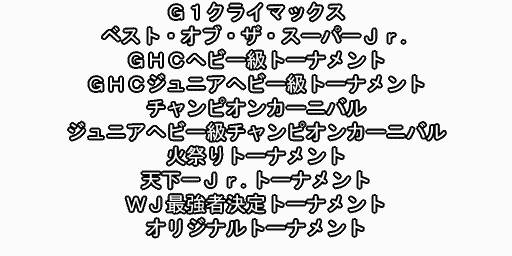 Ｇ１クライマックス
ベスト・オブ・ザ・スーパーＪｒ．
ＧＨＣヘビー級トーナメント
ＧＨＣジュニアヘビー級トーナメント
チャンピオンカーニバル
ジュニアヘビー級チャンピオンカーニバル
火祭りトーナメント
天下一Ｊｒ．トーナメント
ＷＪ最強者決定トーナメント
オリジナルトーナメント